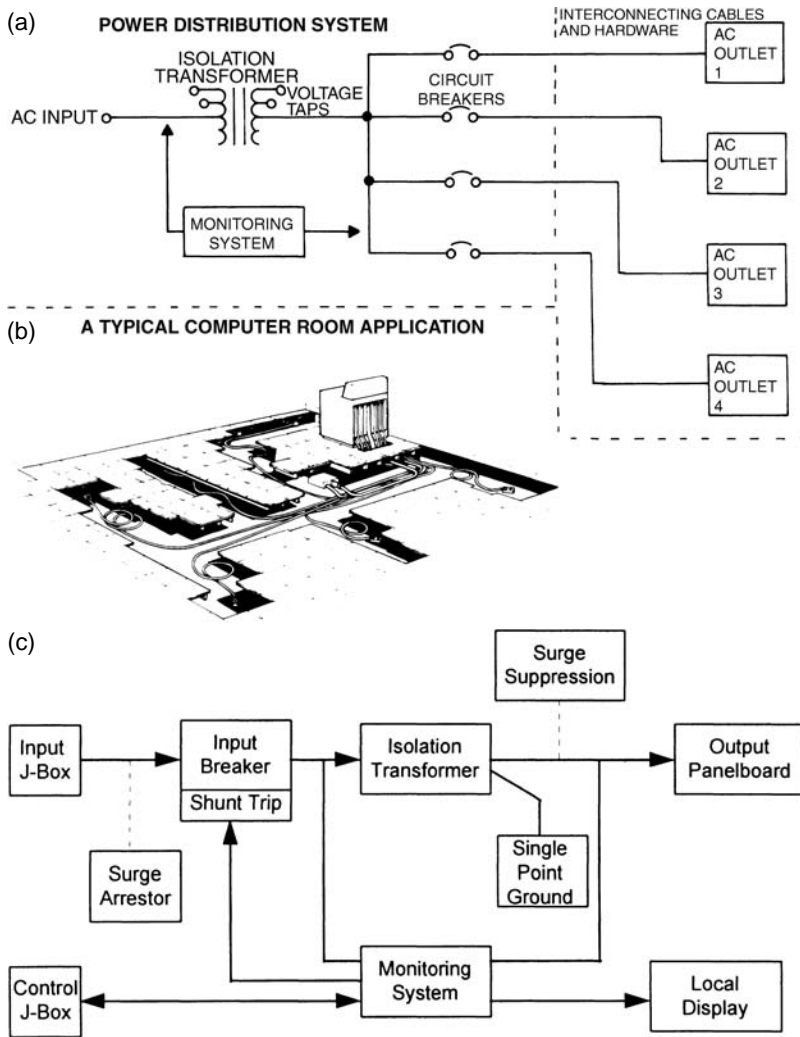 (a)
POWER DISTRIBUTION SYSTEM
INTERCONNECTING CABLES
AND HARDWARE
ISOLATION
TRANSFORMER
VOLTAGE
TAPS
AC INPUT
CIRCUIT
BREAKERS
MONITORING
SYSTEM
AC
OUTLET
1
AC
OUTLET
2
AC
OUTLET
3
AC
OUTLET
4
(b)
A TYPICAL COMPUTER ROOM APPLICATION
(c)
Surge
Suppression
Input
J-Box
Input
Breaker
Shunt Trip
Isolation
Transformer
Output
Panelboard
Surge
Arrestor
Single
Point
Ground
Control
J-Box
Monitoring
System
Local
Display